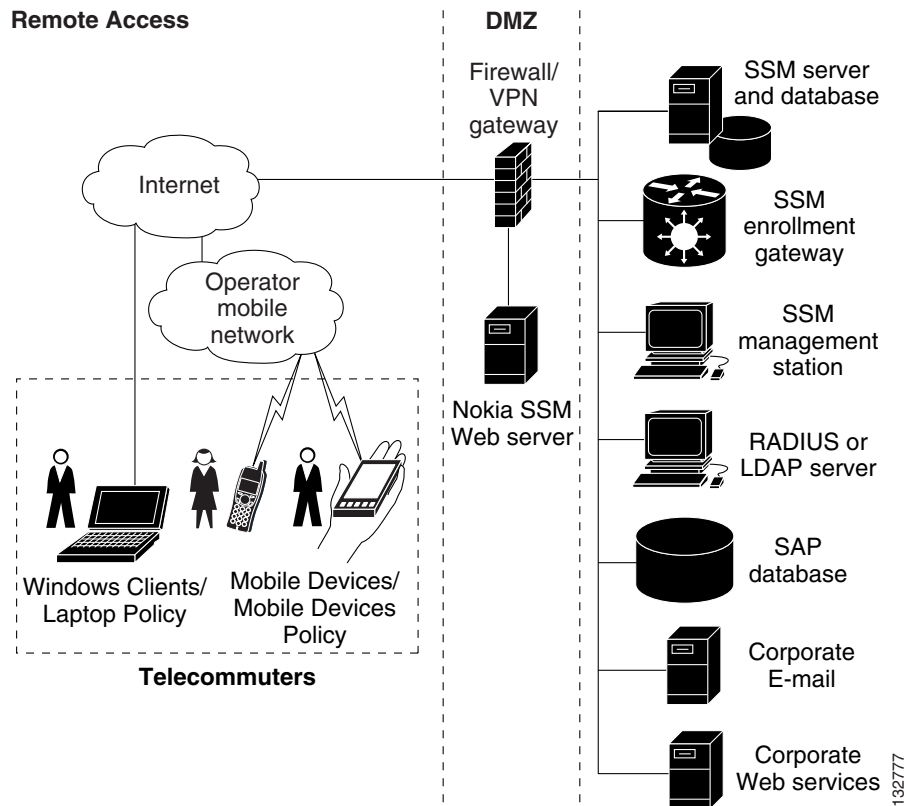 Remote Access
DMZ
Firewall/
VPN
gateway
SSM server
and database
Internet
SSM
enrollment
gateway
Operator
mobile
network
SSM
management
station
Nokia SSM
Web server
RADIUS or
LDAP server
SAP
database
Windows Clients/
Laptop Policy
Mobile Devices/
Mobile Devices
Policy
Telecommuters
Corporate
E-mail
Corporate
Web services
132777